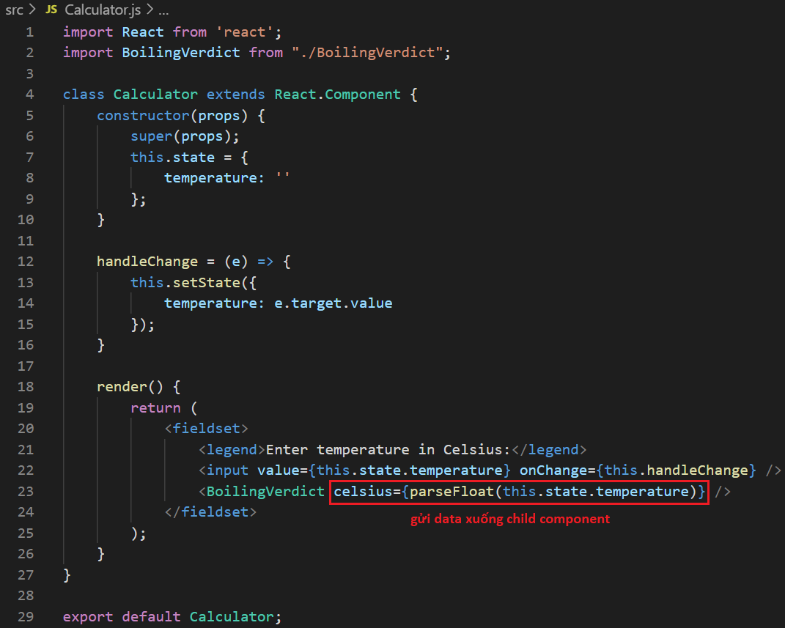 src > JS Calculator.js > ...
1 import React from 'react';
2 import BoilingVerdict from "./BoilingVerdict";
3
4 class Calculator extends React.Component {
5     constructor(props) {
6         super(props);
7         this.state = {
8             temperature: ''
9         };
10     }
11
12     handleChange = (e) => {
13         this.setState({
14             temperature: e.target.value
15         });
16     }
17
18     render() {
19         return (
20             <fieldset>
21                 <legend>Enter temperature in Celsius:</legend>
22                 <input value={this.state.temperature} onChange={this.handleChange} />
23                 <BoilingVerdict celsius={parseFloat(this.state.temperature)} />
gửi data xuống child component
24             </fieldset>
25         );
26     }
27 }
28
29 export default Calculator;